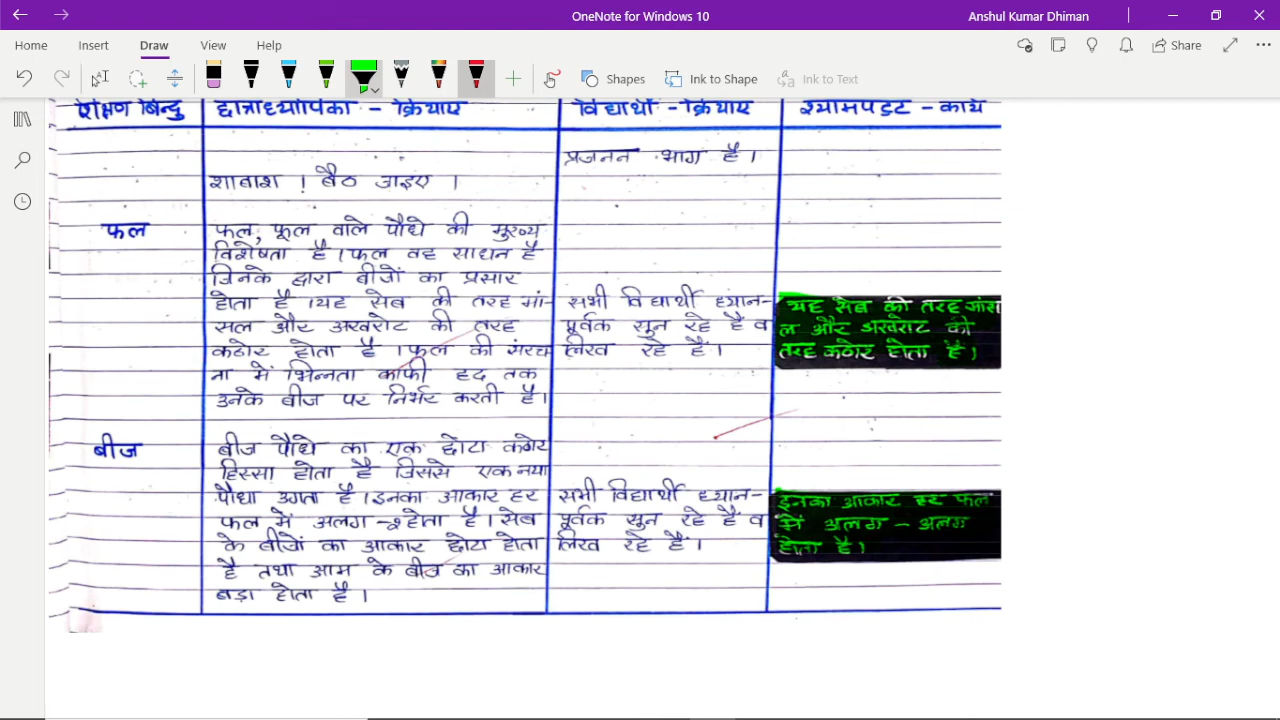 OneNote for Windows 10
Anshul Kumar Dhiman
Home Insert Draw View Help
Share
Shapes
Ink to Shape
Ink to Text
शिक्षण बिन्दु
छात्राध्यापिका - क्रियाएं
विद्यार्थी - क्रियाएं
श्यामपट्ट - कार्य
प्रजनन भाग है।
शाबाश ! बैठ जाइए ।
फल
फल, फूल वाले पौधे की मुख्य
विशेषता है। फल वह साधन है
जिनके द्वारा बीजों का प्रसार
होता है। यह सेब की तरह मां-
सल और अखरोट की तरह
कठोर होता है। फल की संरच
ना में भिन्नता काफी हद तक
उनके बीज पर निर्भर करती है।
सभी विद्यार्थी ध्यान-
पूर्वक सुन रहे हैं व
लिख रहे हैं।
यह सेब की तरह मांस
ल और अखरोट की
तरह कठोर होता है।
बीज
बीज पौधे का एक छोटा कठोर
हिस्सा होता है जिससे एक नया
पौधा उगता है। इनका आकार हर
फल में अलग-२ होता है। सेब
के बीजों का आकार छोटा होता
है तथा आम के बीज का आकार
बड़ा होता है।
सभी विद्यार्थी ध्यान-
पूर्वक सुन रहे हैं व
लिख रहे हैं।
इनका आकार हर फल
में अलग - अलग
होता है।